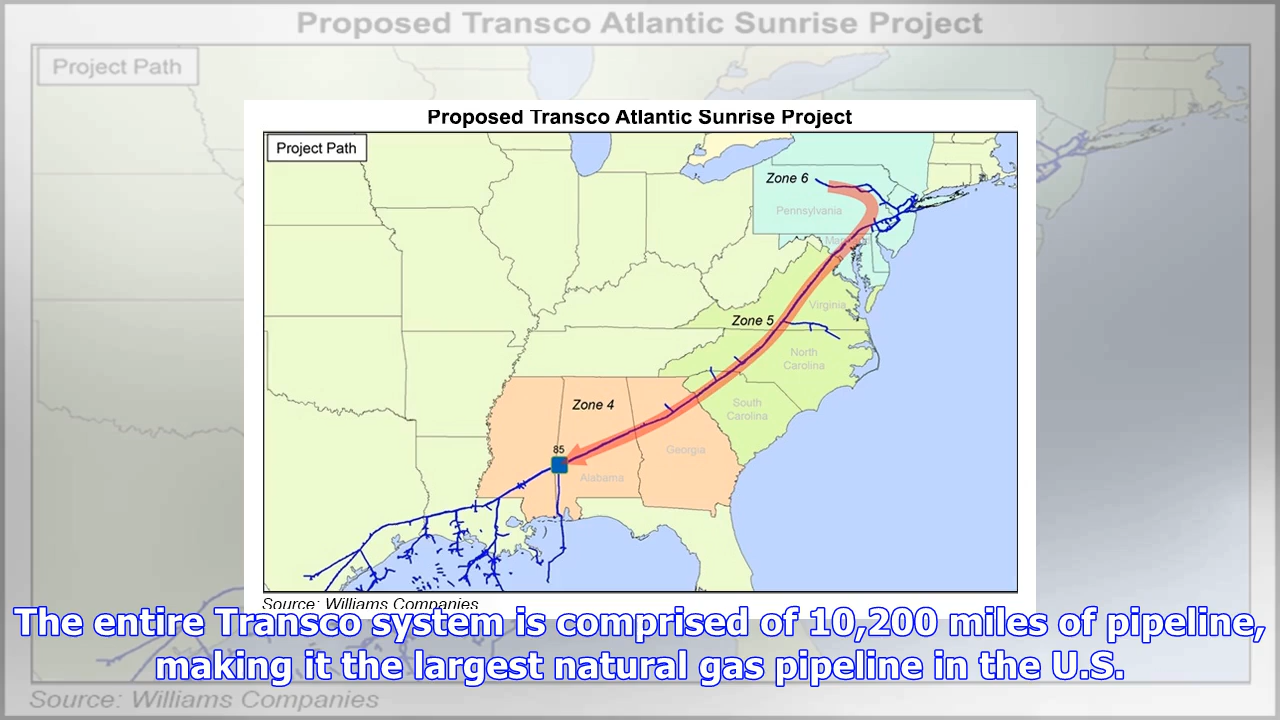 Proposed Transco Atlantic Sunrise Project
Project Path
Proposed Transco Atlantic Sunrise Project
Project Path
Zone 6
Pennsylvania
Maryland
Virginia
Zone 5
North
Carolina
South
Carolina
Zone 4
Georgia
85
Alabama
Source: Williams Companies
The entire Transco system is comprised of 10,200 miles of pipeline,
making it the largest natural gas pipeline in the U.S.
Source: Williams Companies